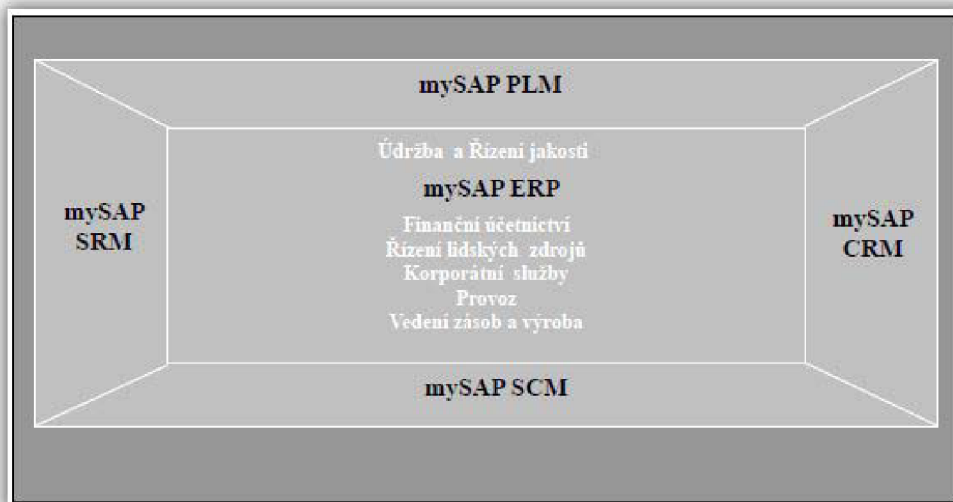 mySAP PLM
Údržba a Řízení jakosti
mySAP ERP
Finanční účetnictví
Řízení lidských zdrojů
Korporátní služby
Provoz
Vedení zásob a výroba
mySAP
SRM
mySAP
CRM
mySAP SCM